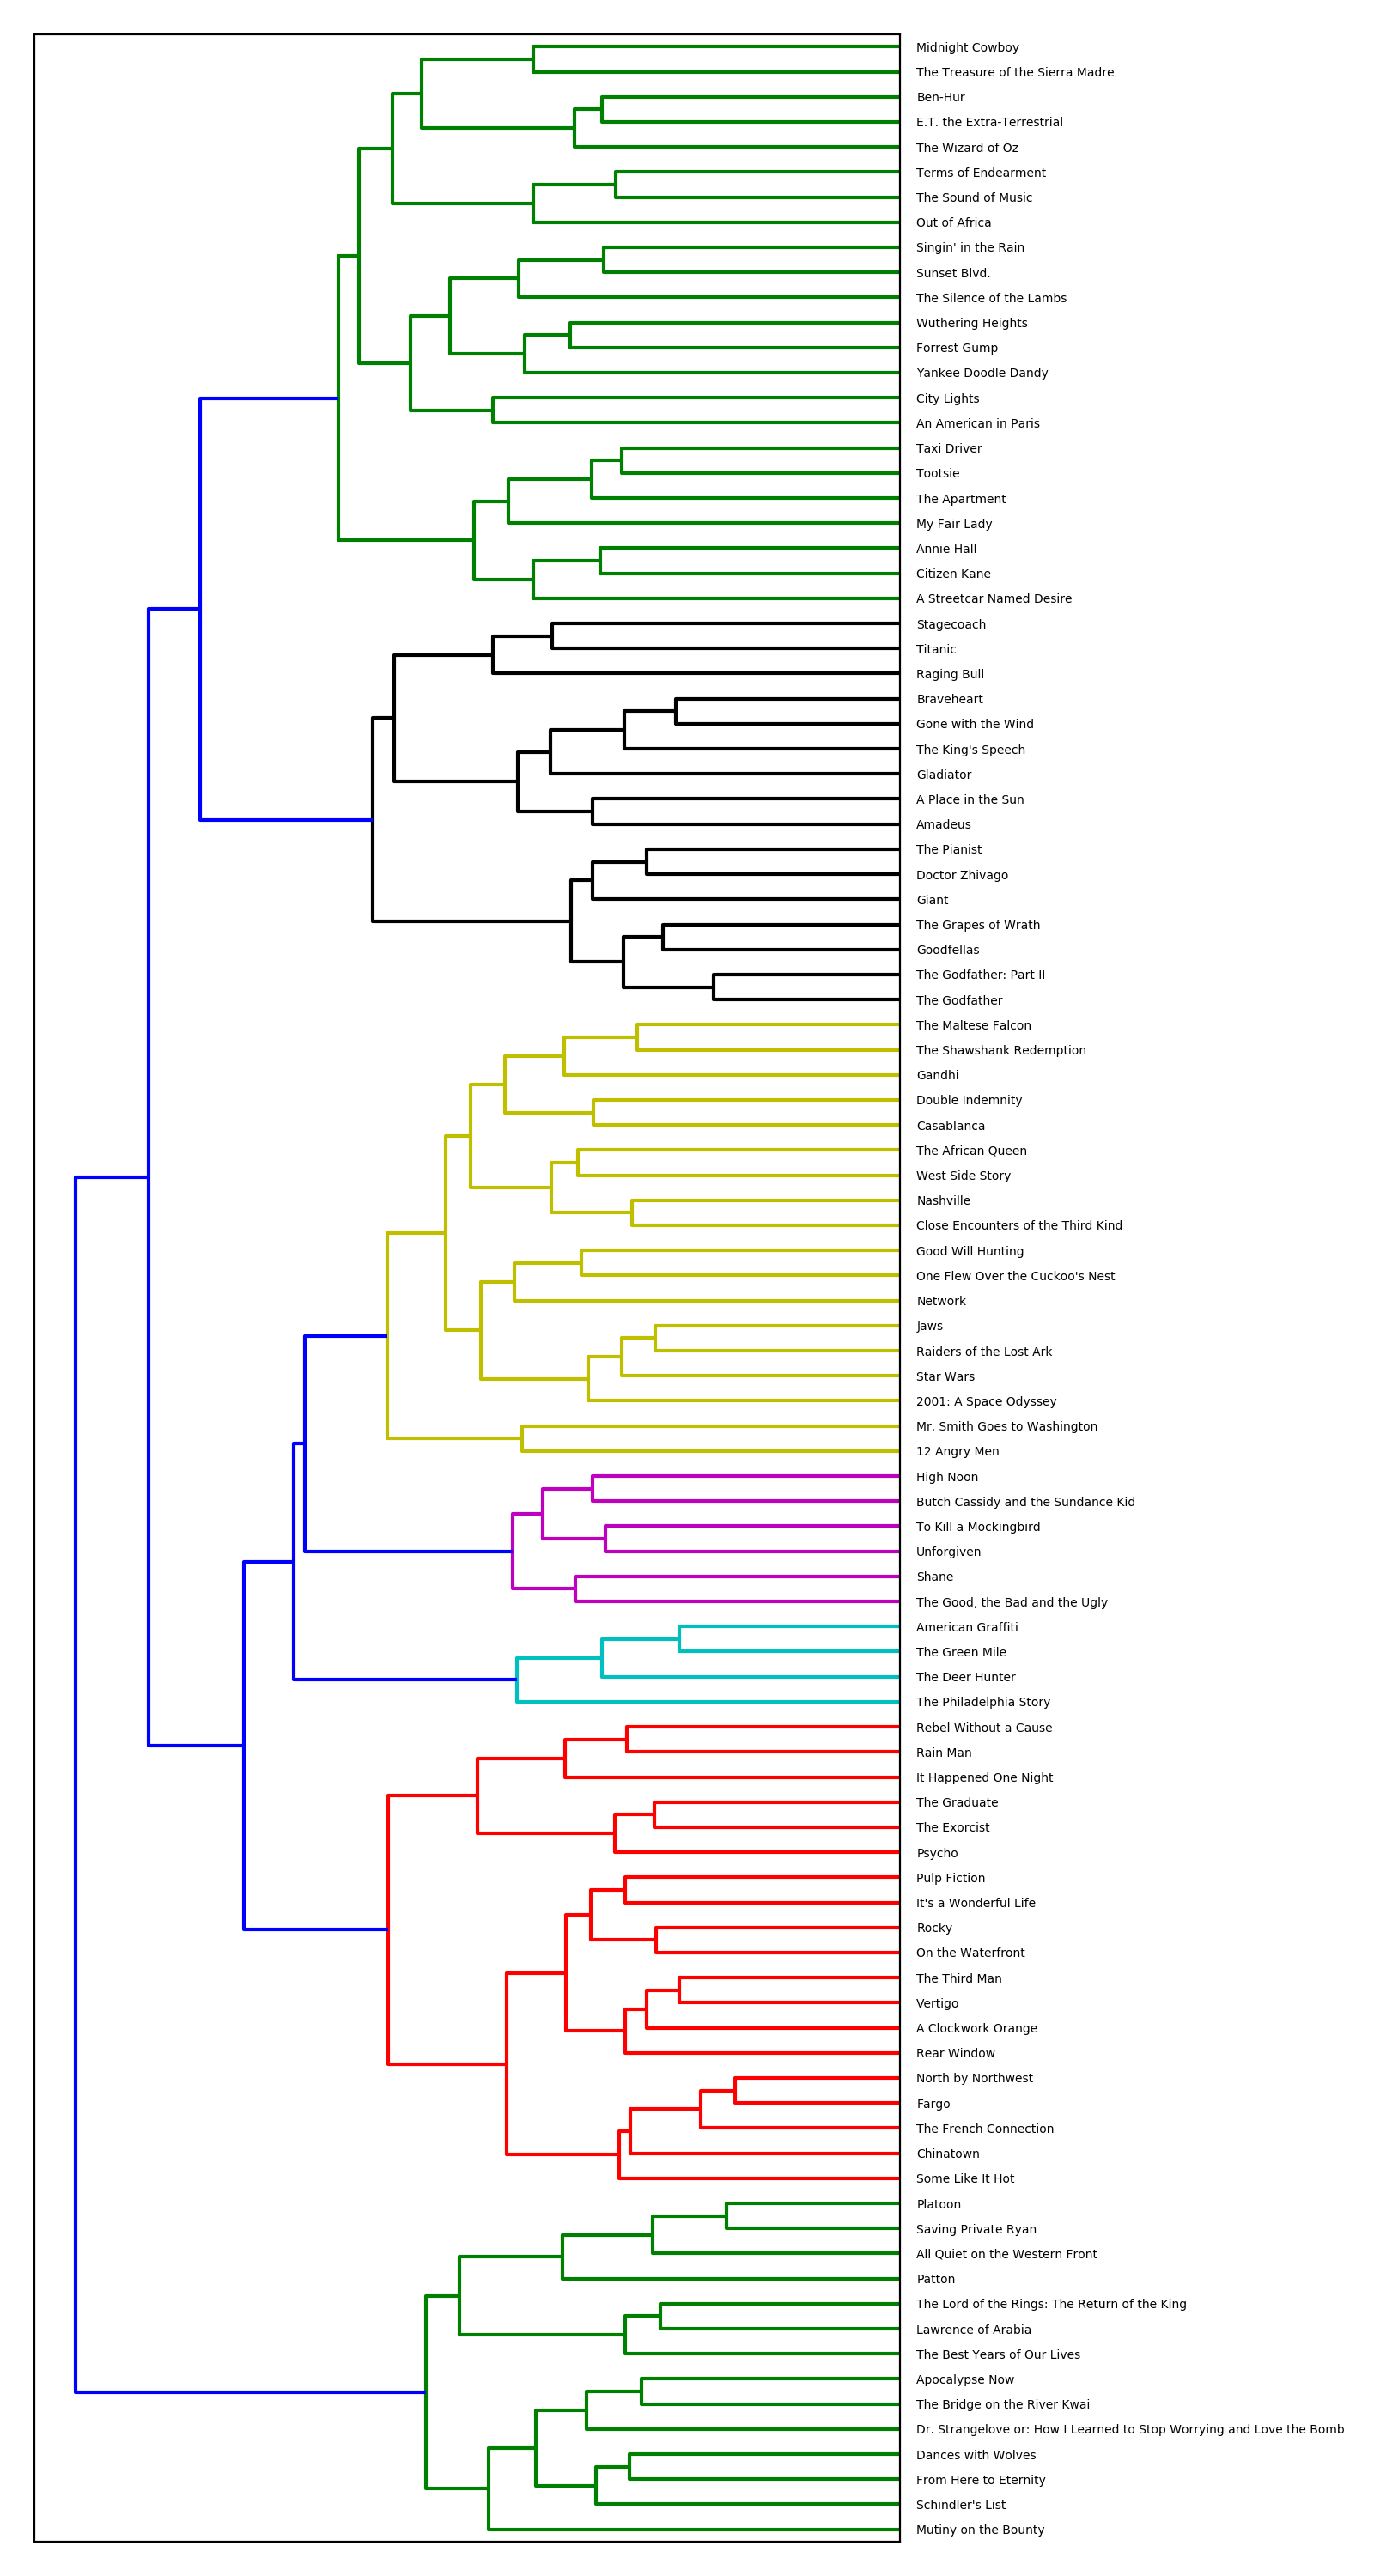 Midnight Cowboy
The Treasure of the Sierra Madre
Ben-Hur
E.T. the Extra-Terrestrial
The Wizard of Oz
Terms of Endearment
The Sound of Music
Out of Africa
Singin' in the Rain
Sunset Blvd.
The Silence of the Lambs
Wuthering Heights
Forrest Gump
Yankee Doodle Dandy
City Lights
An American in Paris
Taxi Driver
Tootsie
The Apartment
My Fair Lady
Annie Hall
Citizen Kane
A Streetcar Named Desire
Stagecoach
Titanic
Raging Bull
Braveheart
Gone with the Wind
The King's Speech
Gladiator
A Place in the Sun
Amadeus
The Pianist
Doctor Zhivago
Giant
The Grapes of Wrath
Goodfellas
The Godfather: Part II
The Godfather
The Maltese Falcon
The Shawshank Redemption
Gandhi
Double Indemnity
Casablanca
The African Queen
West Side Story
Nashville
Close Encounters of the Third Kind
Good Will Hunting
One Flew Over the Cuckoo's Nest
Network
Jaws
Raiders of the Lost Ark
Star Wars
2001: A Space Odyssey
Mr. Smith Goes to Washington
12 Angry Men
High Noon
Butch Cassidy and the Sundance Kid
To Kill a Mockingbird
Unforgiven
Shane
The Good, the Bad and the Ugly
American Graffiti
The Green Mile
The Deer Hunter
The Philadelphia Story
Rebel Without a Cause
Rain Man
It Happened One Night
The Graduate
The Exorcist
Psycho
Pulp Fiction
It's a Wonderful Life
Rocky
On the Waterfront
The Third Man
Vertigo
A Clockwork Orange
Rear Window
North by Northwest
Fargo
The French Connection
Chinatown
Some Like It Hot
Platoon
Saving Private Ryan
All Quiet on the Western Front
Patton
The Lord of the Rings: The Return of the King
Lawrence of Arabia
The Best Years of Our Lives
Apocalypse Now
The Bridge on the River Kwai
Dr. Strangelove or: How I Learned to Stop Worrying and Love the Bomb
Dances with Wolves
From Here to Eternity
Schindler's List
Mutiny on the Bounty